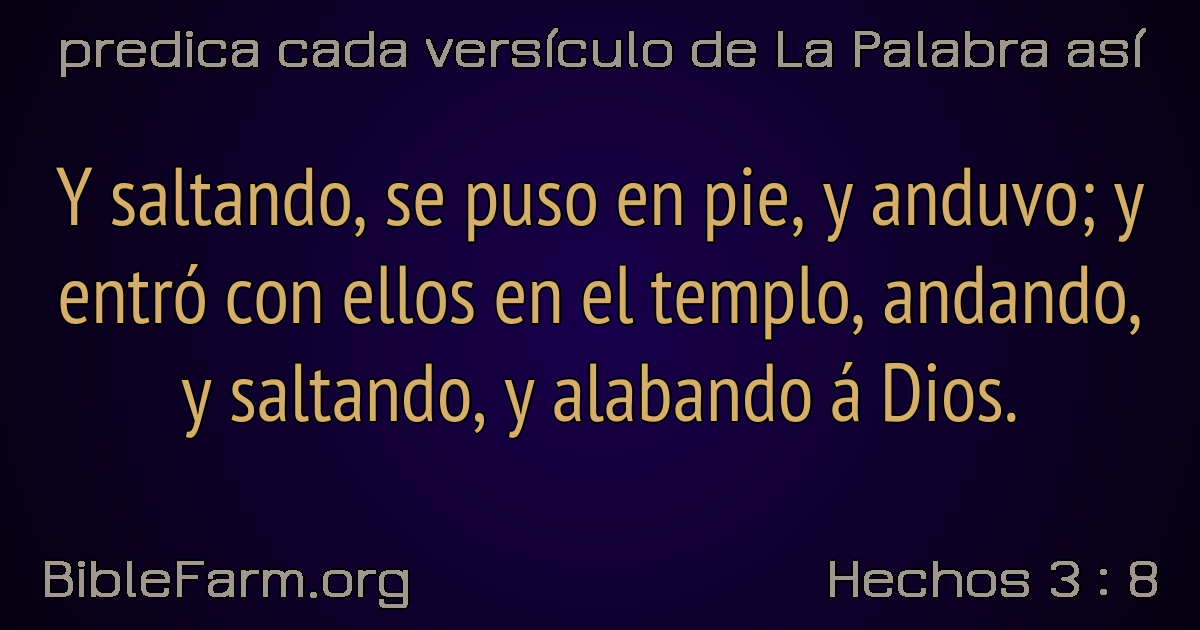 predica cada versículo de La Palabra así
Y saltando, se puso en pie, y anduvo; y
entró con ellos en el templo, andando,
y saltando, y alabando á Dios.
BibleFarm.org
Hechos 3 : 8